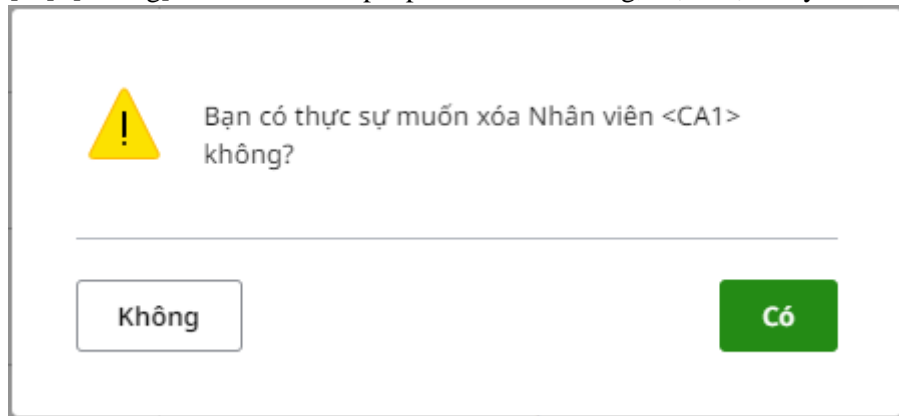 !
Bạn có thực sự muốn xóa Nhân viên <CA1>
không?
Không
Có